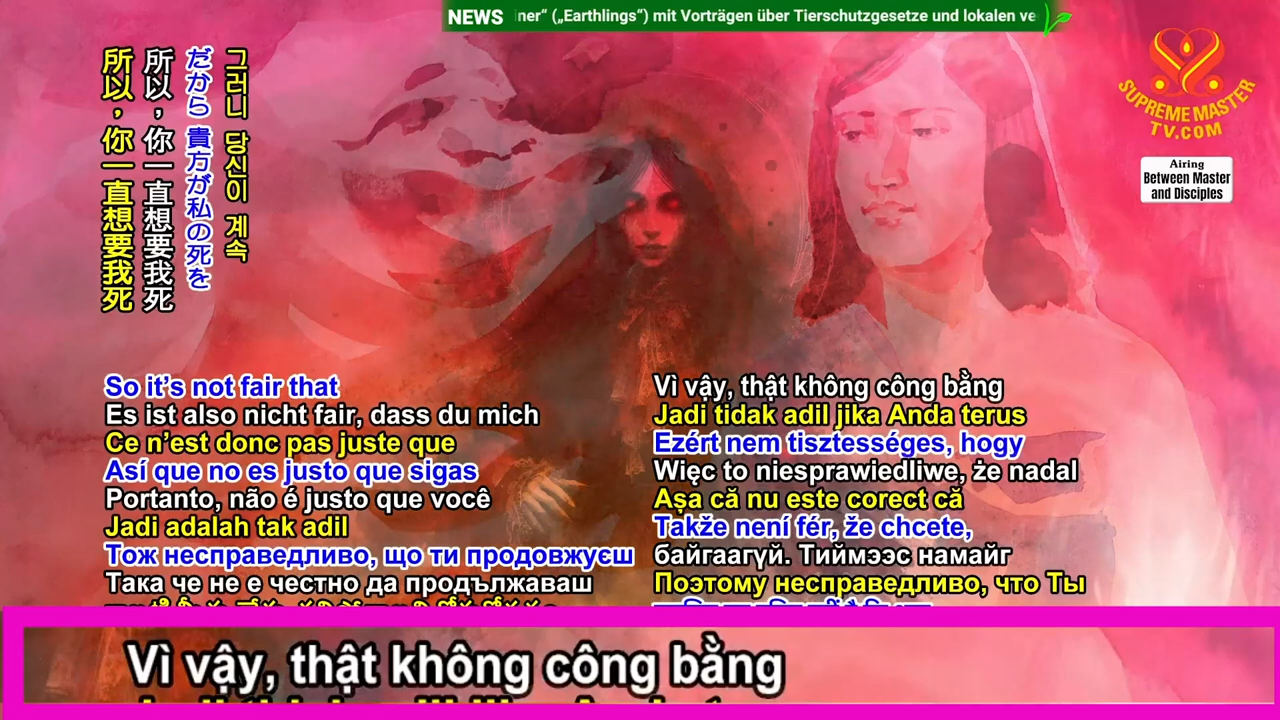 NEWS iner“ („Earthlings“) mit Vorträgen über Tierschutzgesetze und lokalen ve
SUPREME MASTER
TV.COM
Airing
Between Master
and Disciples
그러니 당신이 계속
だから 貴方が私の死を
所以，你一直想要我死
所以，你一直想要我死
So it’s not fair that
Es ist also nicht fair, dass du mich
Ce n’est donc pas juste que
Así que no es justo que sigas
Portanto, não é justo que você
Jadi adalah tak adil
Тож несправедливо, що ти продовжуєш
Така че не е честно да продължаваш
Vì vậy, thật không công bằng
Jadi tidak adil jika Anda terus
Ezért nem tisztességes, hogy
Więc to niesprawiedliwe, że nadal
Așa că nu este corect că
Takže není fér, že chcete,
байгаагүй. Тиймээс намайг
Поэтому несправедливо, что Ты
Vì vậy, thật không công bằng